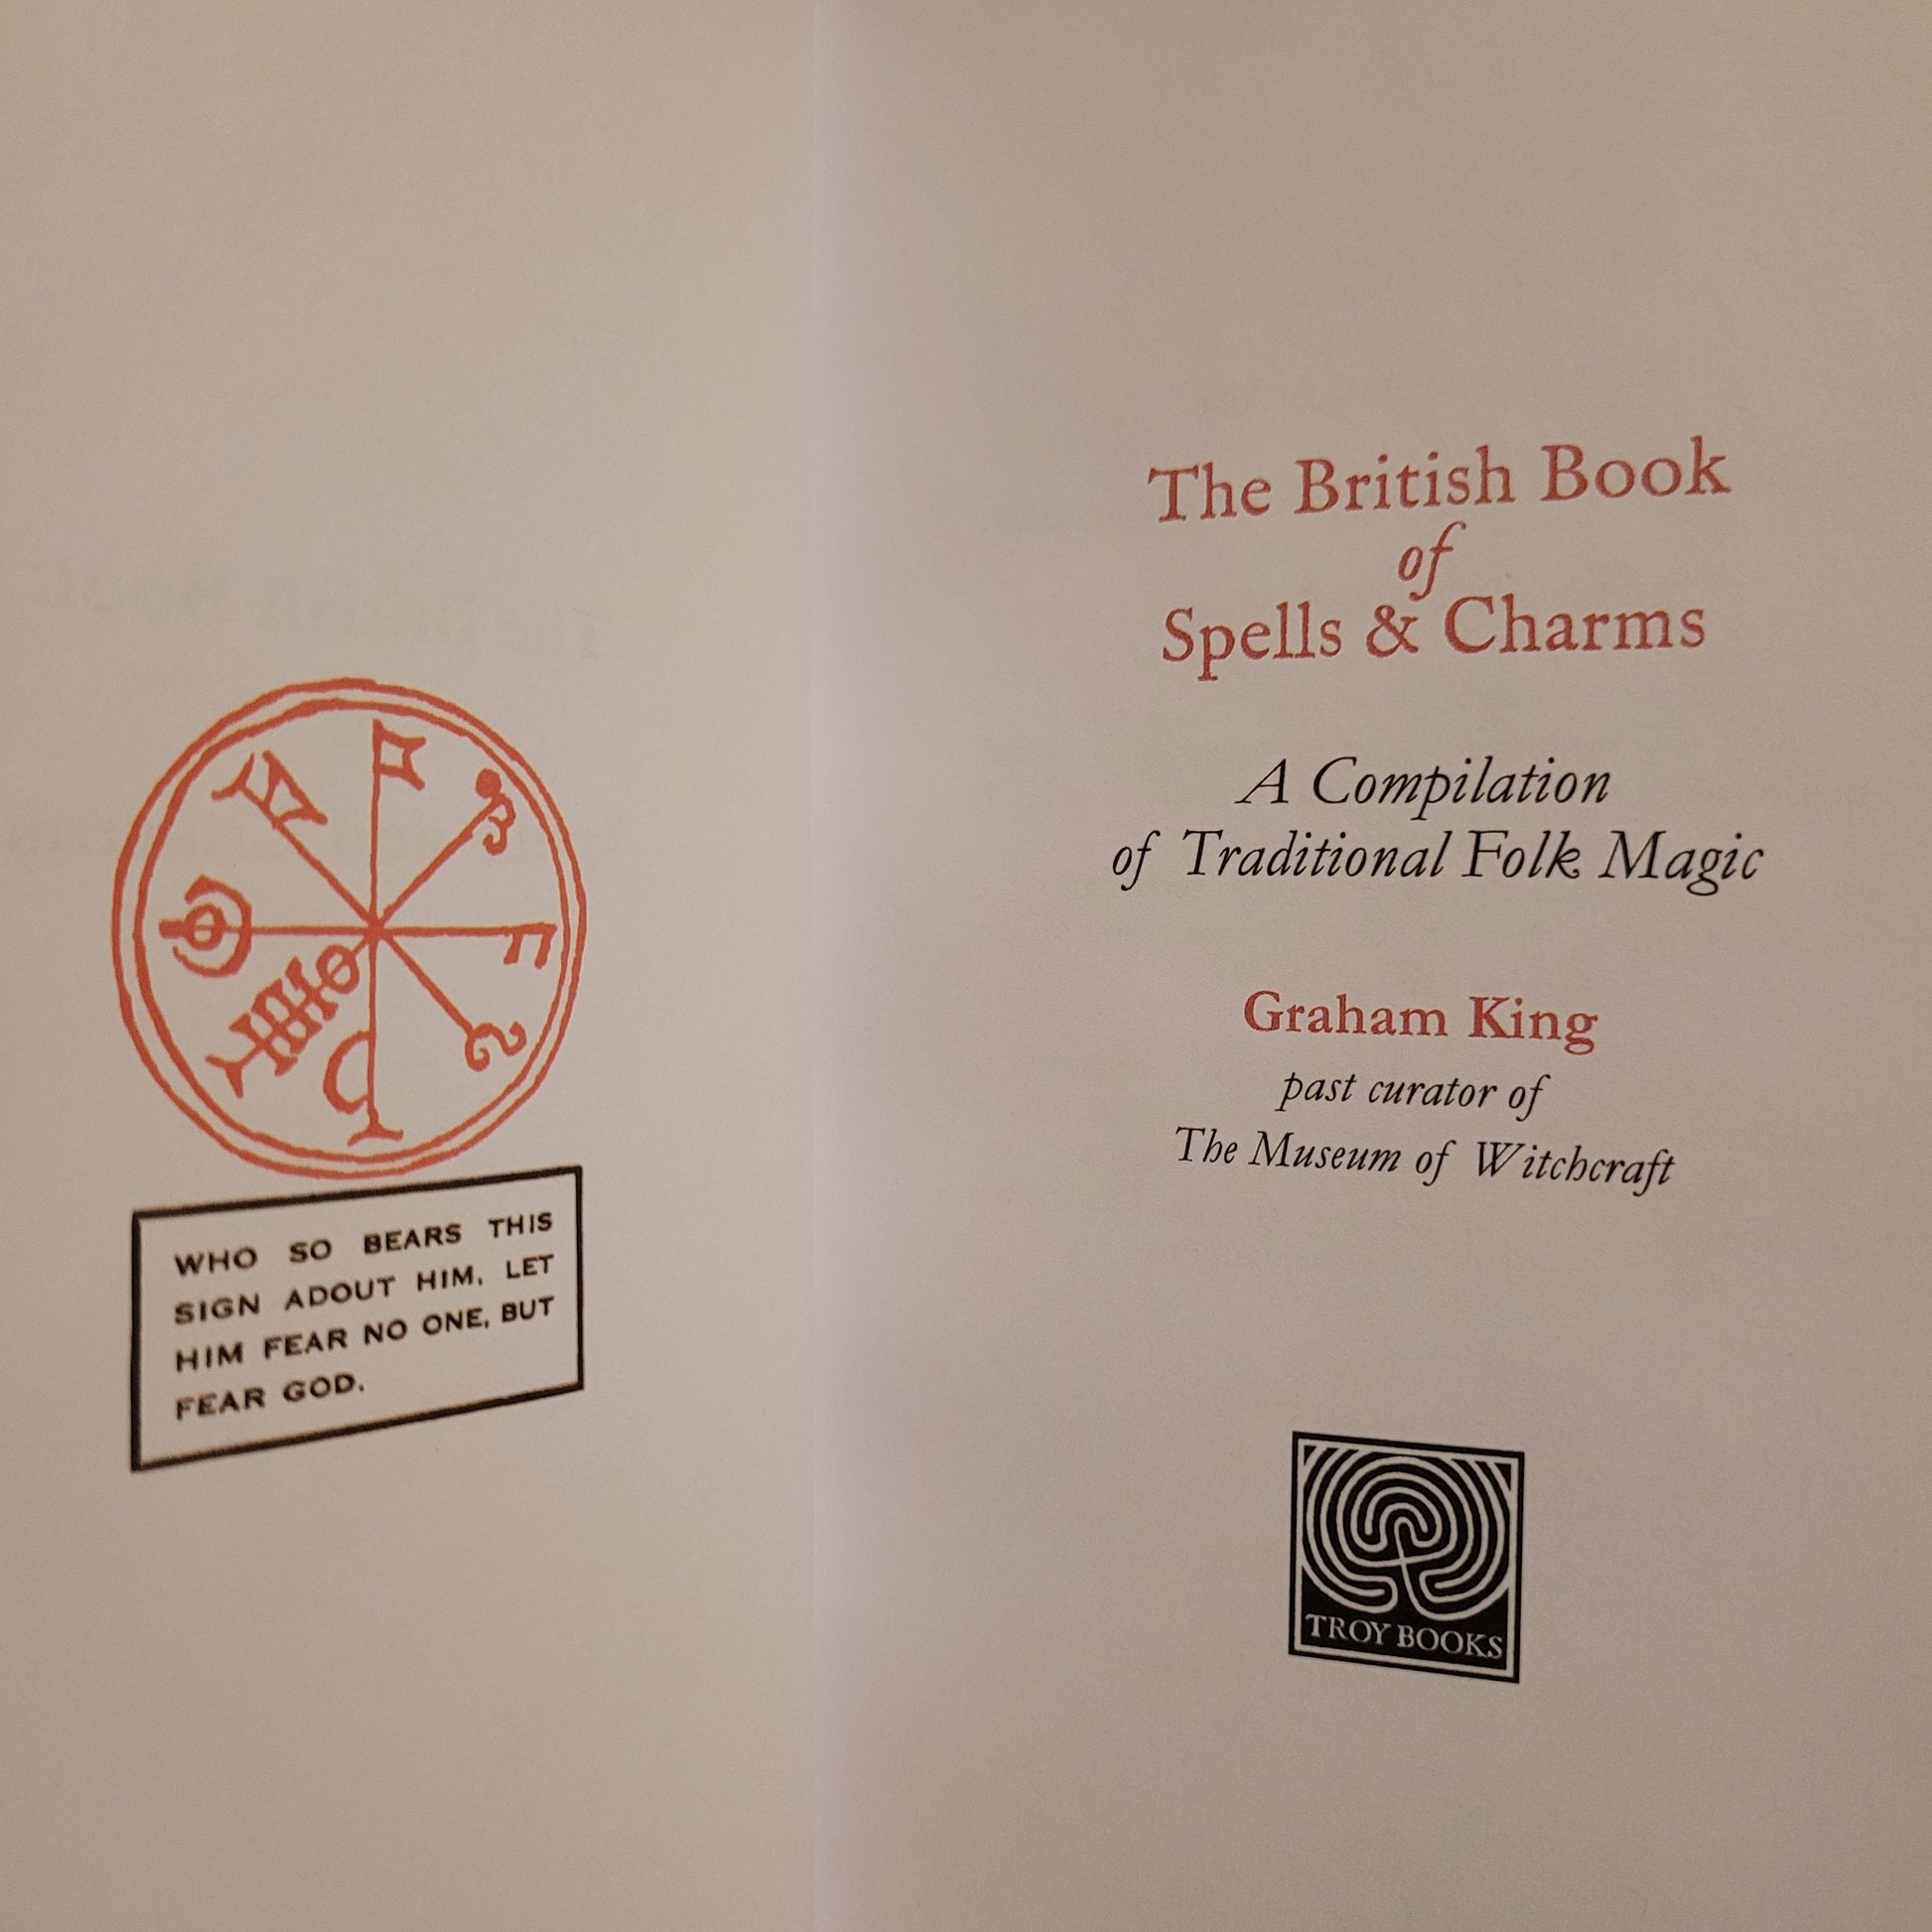 WHO SO BEARS THIS
SIGN ADOUT HIM, LET
HIM FEAR NO ONE, BUT
FEAR GOD.
The British Book
of
Spells & Charms
A Compilation
of Traditional Folk Magic
Graham King
past curator of
The Museum of Witchcraft
TROY BOOKS